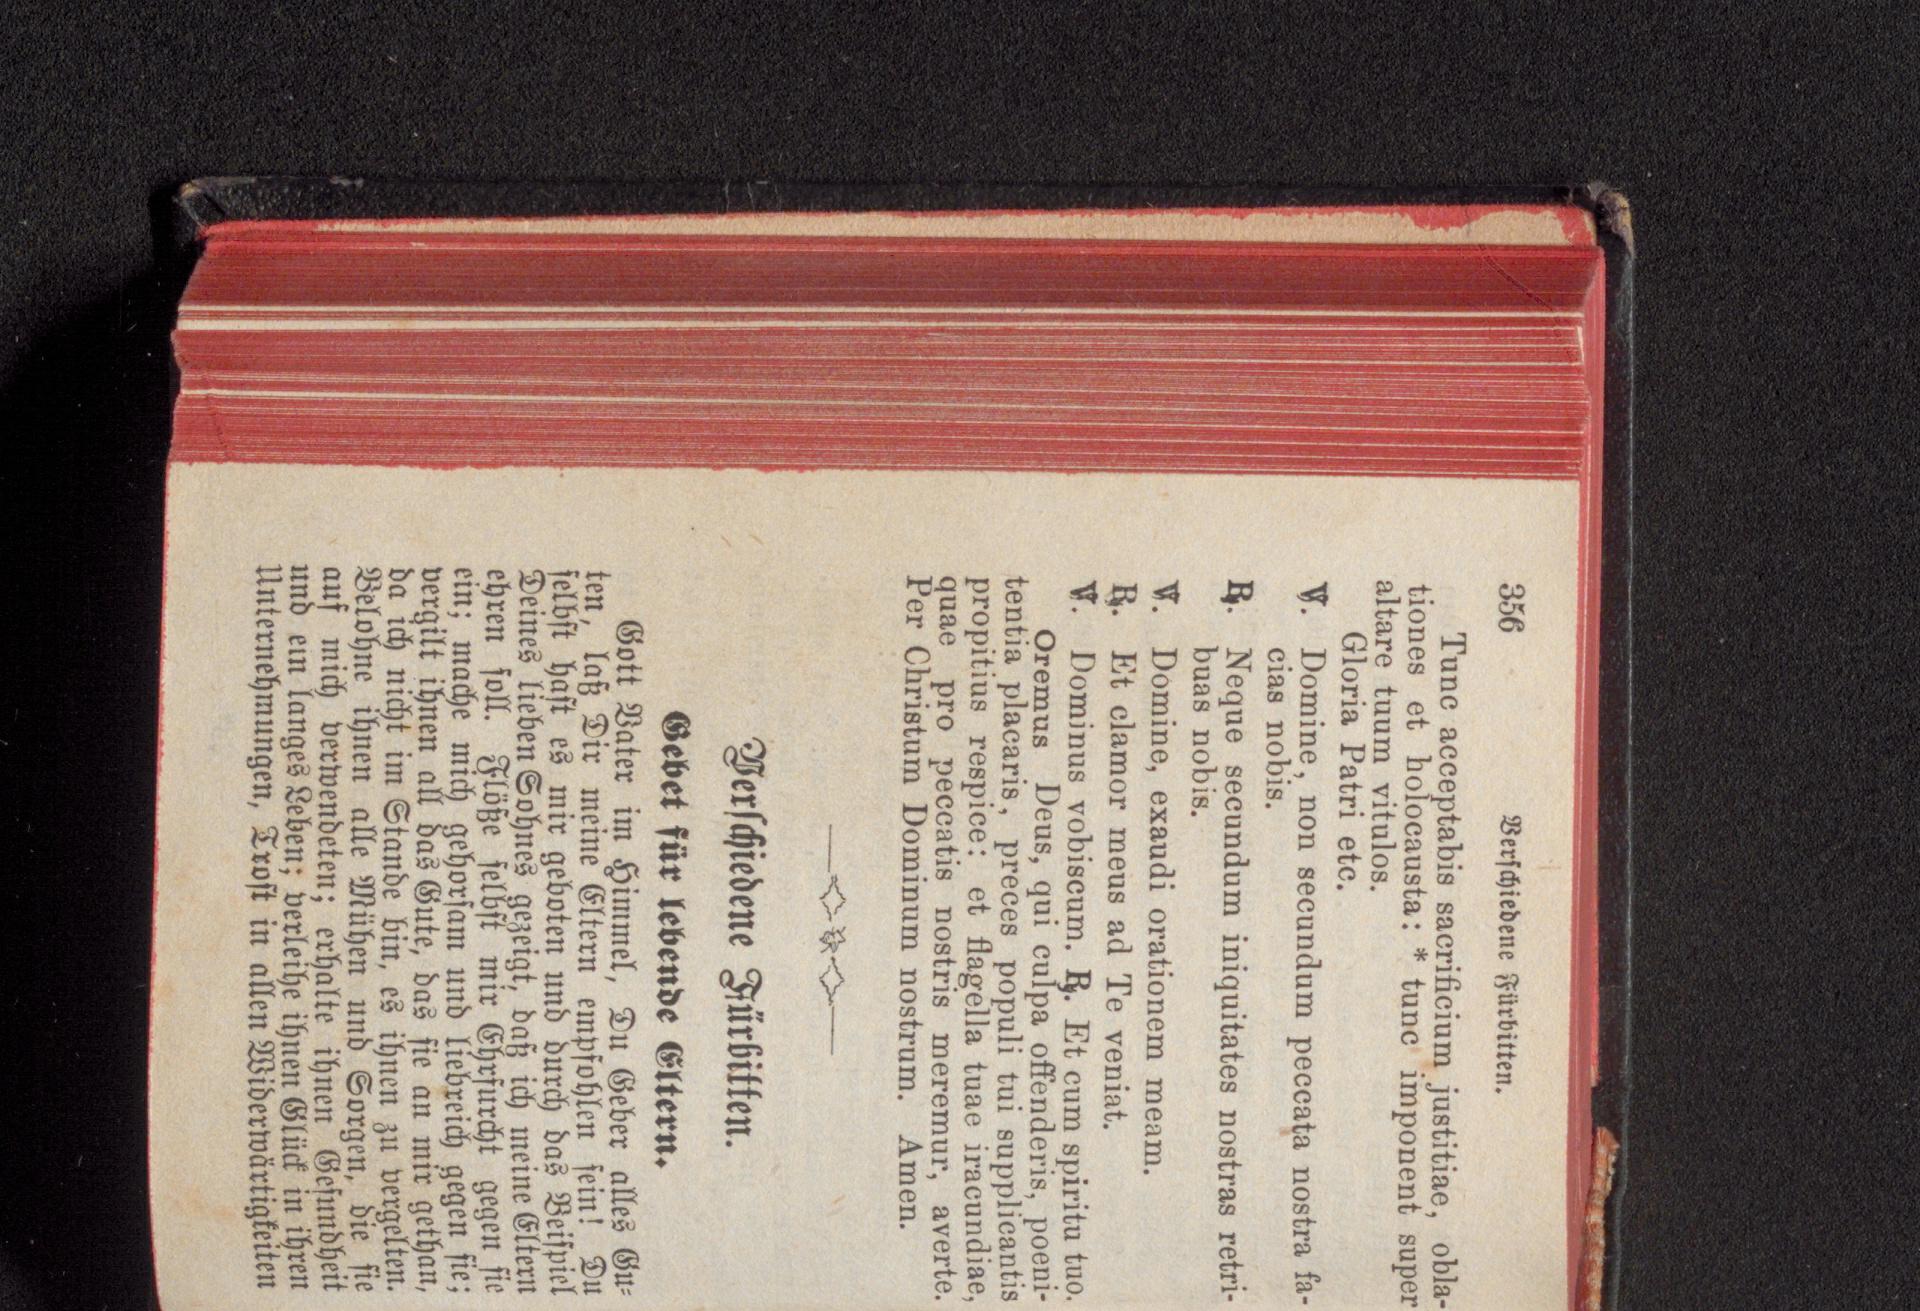 356 Verschiedene Fürbitten.
Tunc acceptabis sacrificium justitiae, obla-
tiones et holocausta: * tunc imponent super
altare tuum vitulos.
Gloria Patri etc.
℣. Domine, non secundum peccata nostra fa-
cias nobis.
℟. Neque secundum iniquitates nostras retri-
buas nobis.
℣. Domine, exaudi orationem meam.
℟. Et clamor meus ad Te veniat.
℣. Dominus vobiscum. ℟. Et cum spiritu tuo.
Oremus Deus, qui culpa offenderis, poeni-
tentia placaris, preces populi tui supplicantis
propitius respice: et flagella tuae iracundiae,
quae pro peccatis nostris meremur, averte.
Per Christum Dominum nostrum. Amen.
Verschiedene Fürbitten.
Gebet für lebende Eltern.
Gott Vater im Himmel, Du Geber alles Gu-
ten, laß Dir meine Eltern empfohlen sein! Du
selbst hast es mir geboten und durch das Beispiel
Deines lieben Sohnes gezeigt, daß ich meine Eltern
ehren soll. Flöße selbst mir Ehrfurcht gegen sie
ein; mache mich gehorsam und liebreich gegen sie;
vergilt ihnen all das Gute, das sie an mir gethan,
da ich nicht im Stande bin, es ihnen zu vergelten.
Belohne ihnen alle Mühen und Sorgen, die sie
auf mich verwendeten; erhalte ihnen Gesundheit
und ein langes Leben; verleihe ihnen Glück in ihren
Unternehmungen, Trost in allen Widerwärtigkeiten